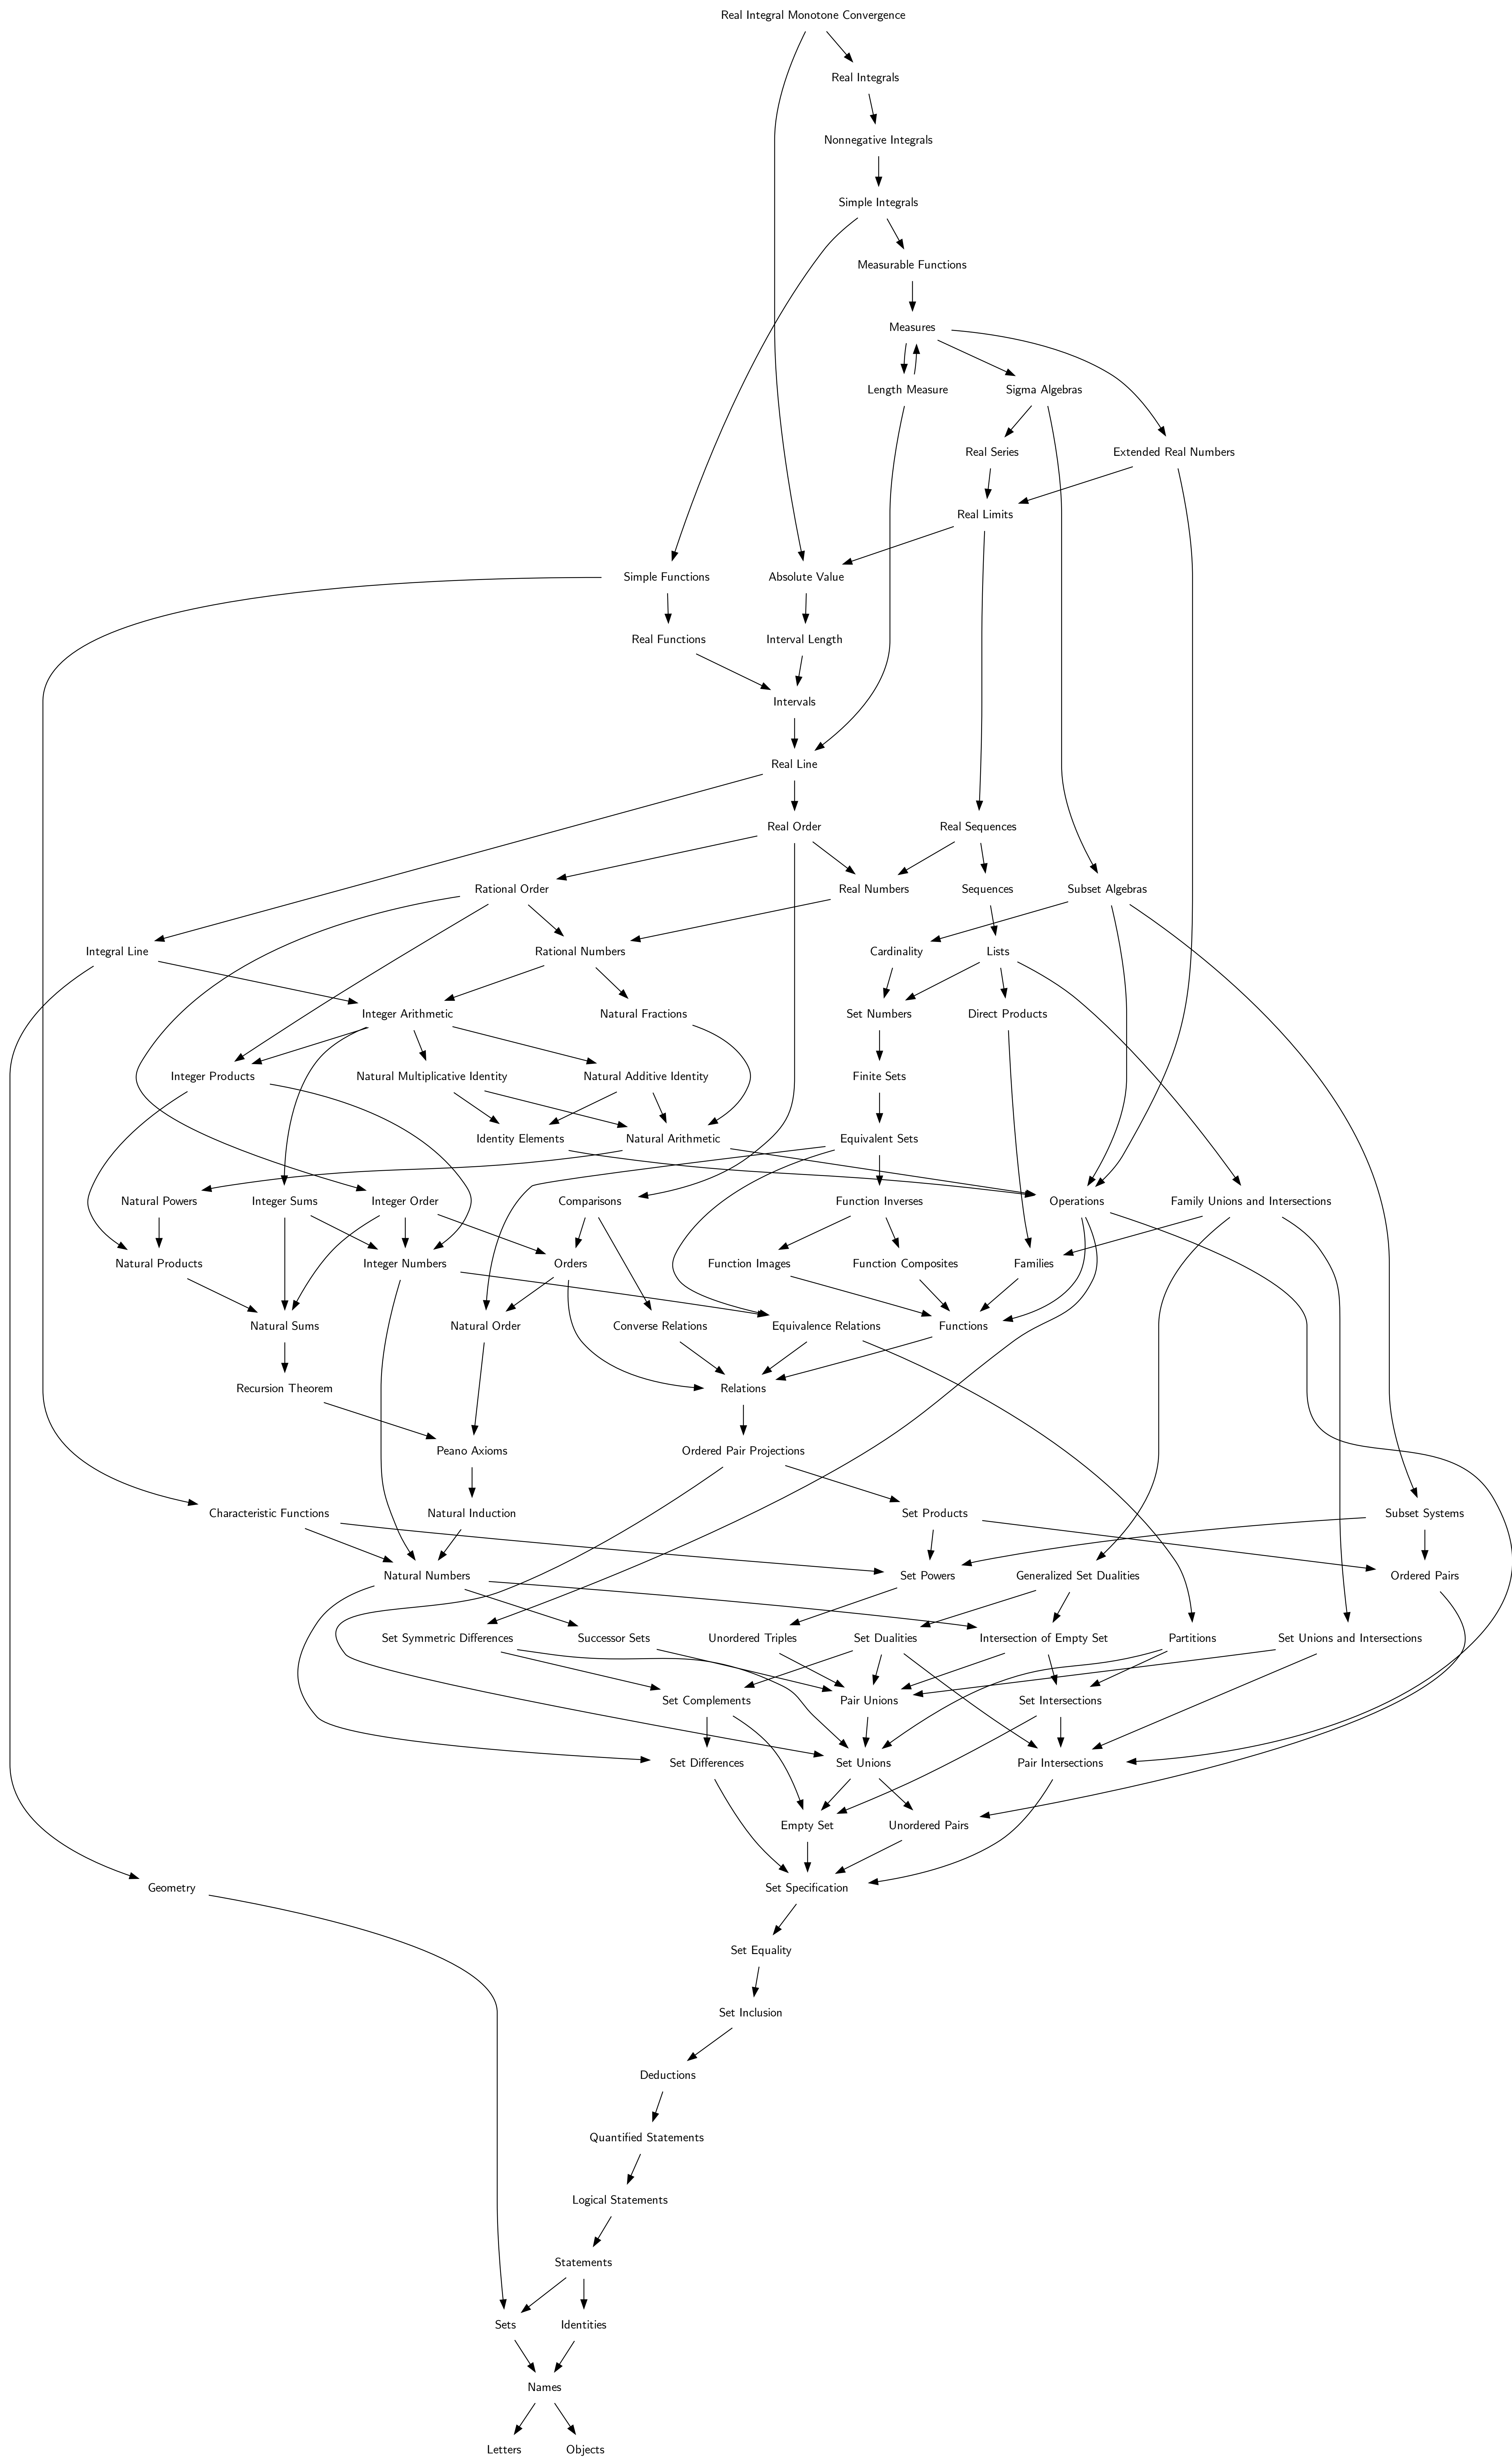 Real Integral Monotone Convergence
Real Integrals
Nonnegative Integrals
Simple Integrals
Measurable Functions
Measures
Length Measure
Sigma Algebras
Real Series
Extended Real Numbers
Real Limits
Simple Functions
Absolute Value
Real Functions
Interval Length
Intervals
Real Line
Real Order
Real Sequences
Rational Order
Real Numbers
Sequences
Subset Algebras
Integral Line
Rational Numbers
Cardinality
Lists
Integer Arithmetic
Natural Fractions
Set Numbers
Direct Products
Integer Products
Natural Multiplicative Identity
Natural Additive Identity
Finite Sets
Identity Elements
Natural Arithmetic
Equivalent Sets
Natural Powers
Integer Sums
Integer Order
Comparisons
Function Inverses
Operations
Family Unions and Intersections
Natural Products
Integer Numbers
Orders
Function Images
Function Composites
Families
Natural Sums
Natural Order
Converse Relations
Equivalence Relations
Functions
Recursion Theorem
Relations
Peano Axioms
Ordered Pair Projections
Characteristic Functions
Natural Induction
Set Products
Subset Systems
Natural Numbers
Set Powers
Generalized Set Dualities
Ordered Pairs
Set Symmetric Differences
Successor Sets
Unordered Triples
Set Dualities
Intersection of Empty Set
Partitions
Set Unions and Intersections
Set Complements
Pair Unions
Set Intersections
Set Differences
Set Unions
Pair Intersections
Empty Set
Unordered Pairs
Geometry
Set Specification
Set Equality
Set Inclusion
Deductions
Quantified Statements
Logical Statements
Statements
Sets
Identities
Names
Letters
Objects